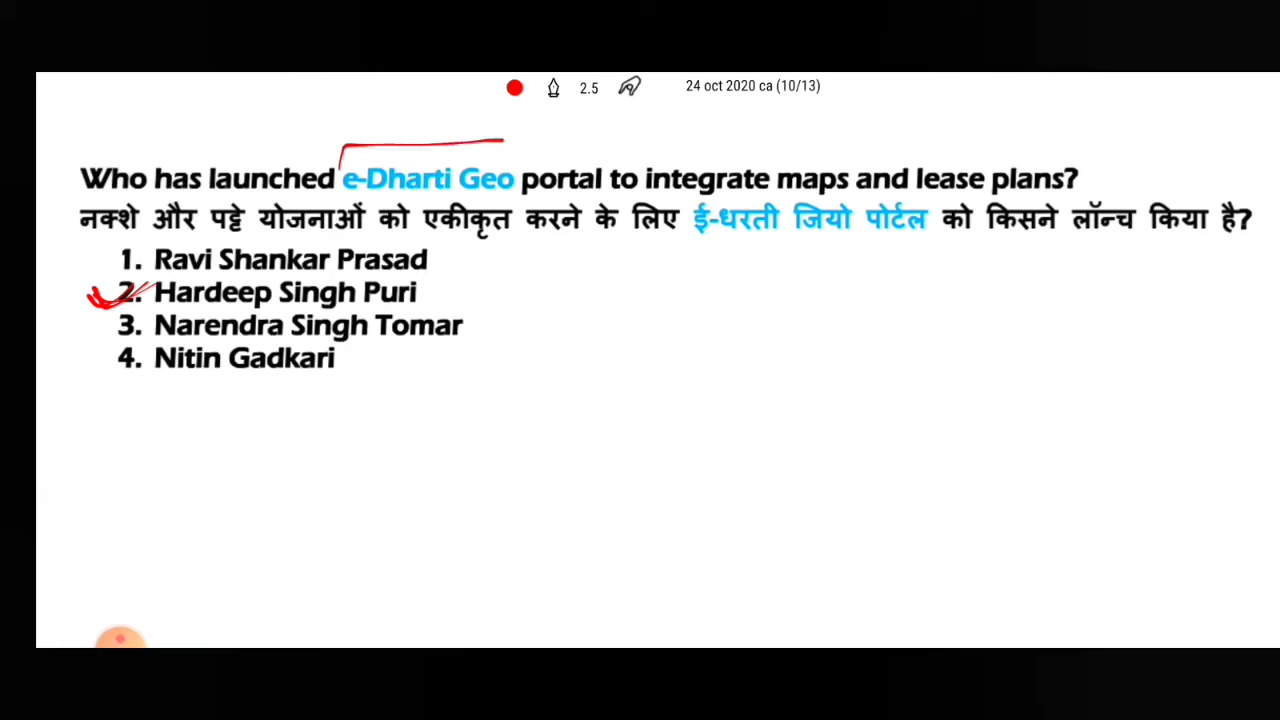 2.5 24 oct 2020 ca (10/13)
Who has launched e-Dharti Geo portal to integrate maps and lease plans?
नक्शे और पट्टे योजनाओं को एकीकृत करने के लिए ई-धरती जियो पोर्टल को किसने लॉन्च किया है?
1. Ravi Shankar Prasad
2. Hardeep Singh Puri
3. Narendra Singh Tomar
4. Nitin Gadkari